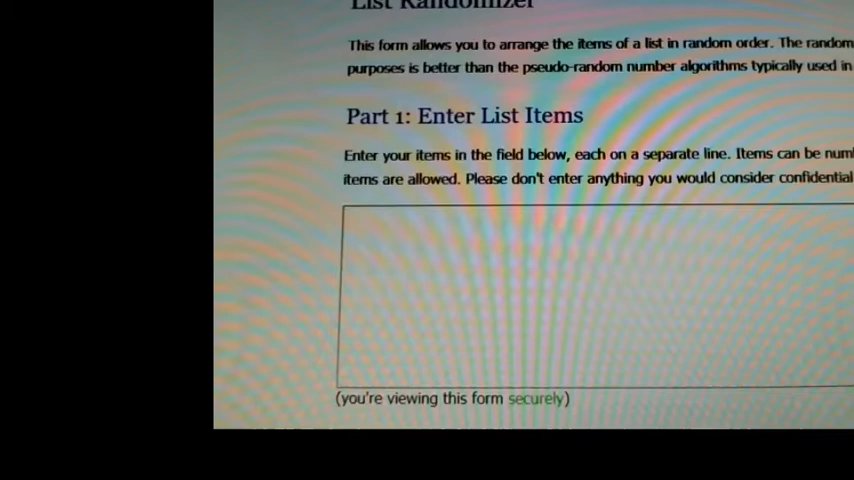 List Randomizer
This form allows you to arrange the items of a list in random order. The random
purposes is better than the pseudo-random number algorithms typically used in
Part 1: Enter List Items
Enter your items in the field below, each on a separate line. Items can be
items are allowed. Please don't enter anything you would consider confidential
(you're viewing this form securely)